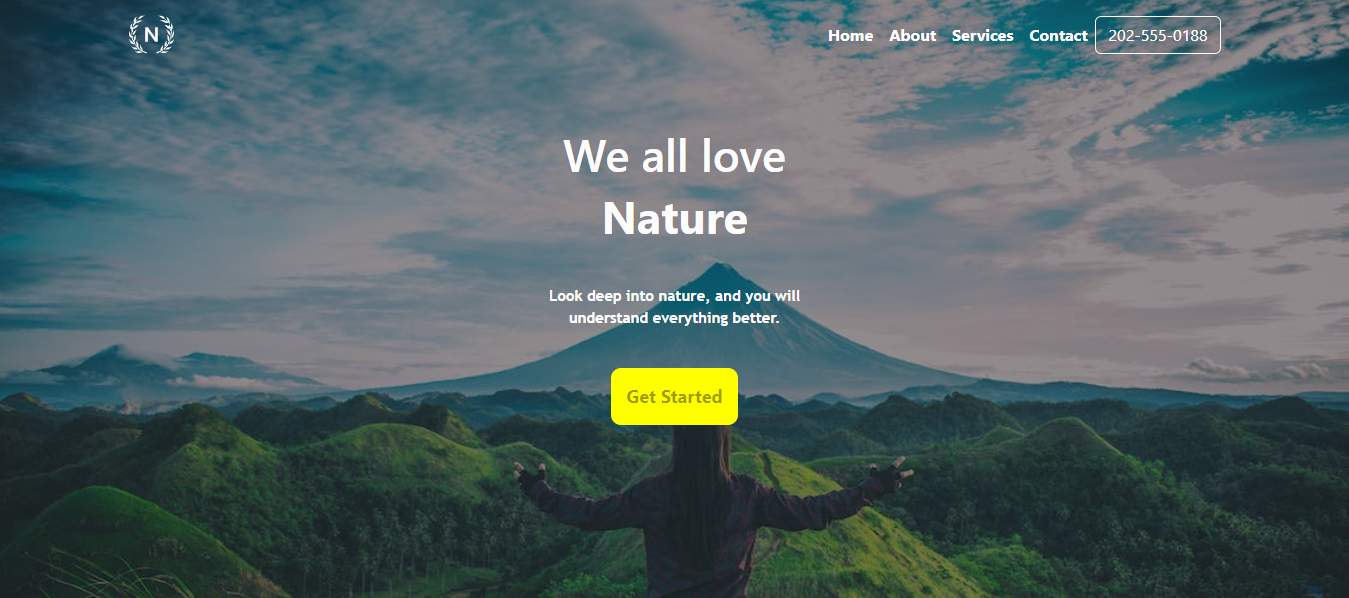 N
Home About Services Contact 202-555-0188
We all love
Nature
Look deep into nature, and you will
understand everything better.
Get Started